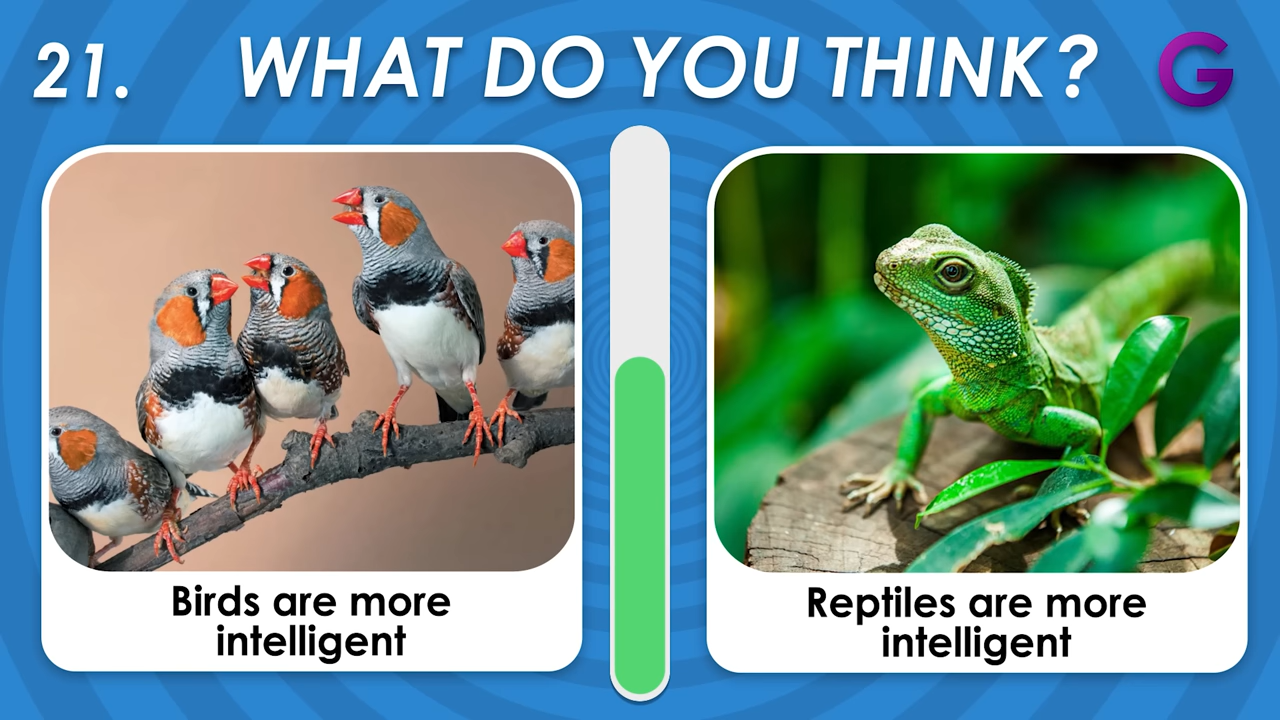 21. WHAT DO YOU THINK? G
Birds are more
intelligent
Reptiles are more
intelligent